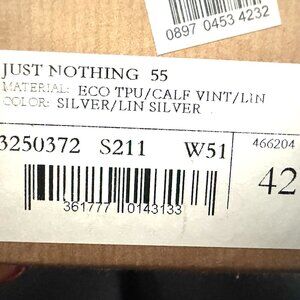 0897 0453 4232
JUST NOTHING 55
MATERIAL: ECO TPU/CALF VINT/LIN
COLOR: SILVER/LIN SILVER
3250372 S211 W51 466204
42
361777 0143133